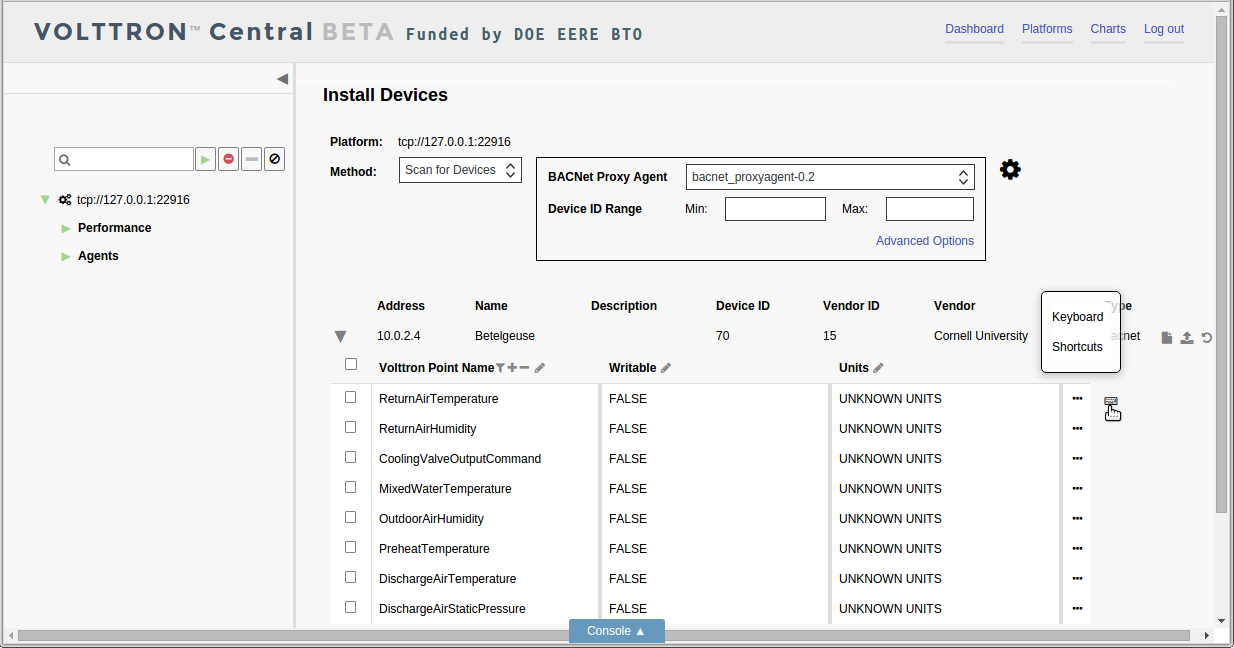 VOLTTRON™ Central BETA Funded by DOE EERE BTO
Dashboard Platforms Charts Log out
Install Devices
Platform: tcp://127.0.0.1:22916
Method: Scan for Devices
BACNet Proxy Agent bacnet_proxyagent-0.2
Device ID Range Min: Max:
Advanced Options
tcp://127.0.0.1:22916
Performance
Agents
Address Name Description Device ID Vendor ID Vendor Type
10.0.2.4 Betelgeuse 70 15 Cornell University acnet
Keyboard
Shortcuts
Volttron Point Name Writable Units
ReturnAirTemperature FALSE UNKNOWN UNITS
ReturnAirHumidity FALSE UNKNOWN UNITS
CoolingValveOutputCommand FALSE UNKNOWN UNITS
MixedWaterTemperature FALSE UNKNOWN UNITS
OutdoorAirHumidity FALSE UNKNOWN UNITS
PreheatTemperature FALSE UNKNOWN UNITS
DischargeAirTemperature FALSE UNKNOWN UNITS
DischargeAirStaticPressure FALSE UNKNOWN UNITS
Console ▲